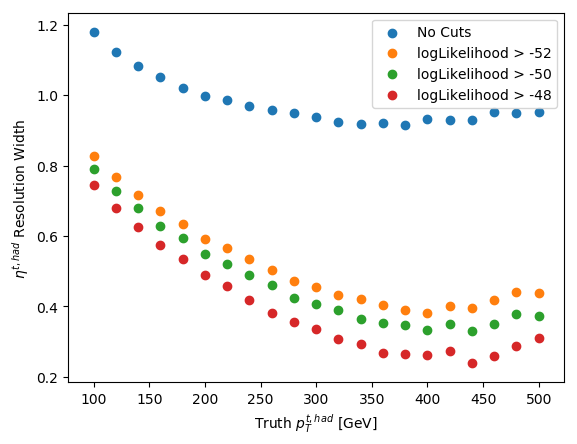 1.2
1.0
0.8
0.6
0.4
0.2
η^{t,had} Resolution Width
No Cuts
logLikelihood > -52
logLikelihood > -50
logLikelihood > -48
100 150 200 250 300 350 400 450 500
Truth p_T^{t,had} [GeV]